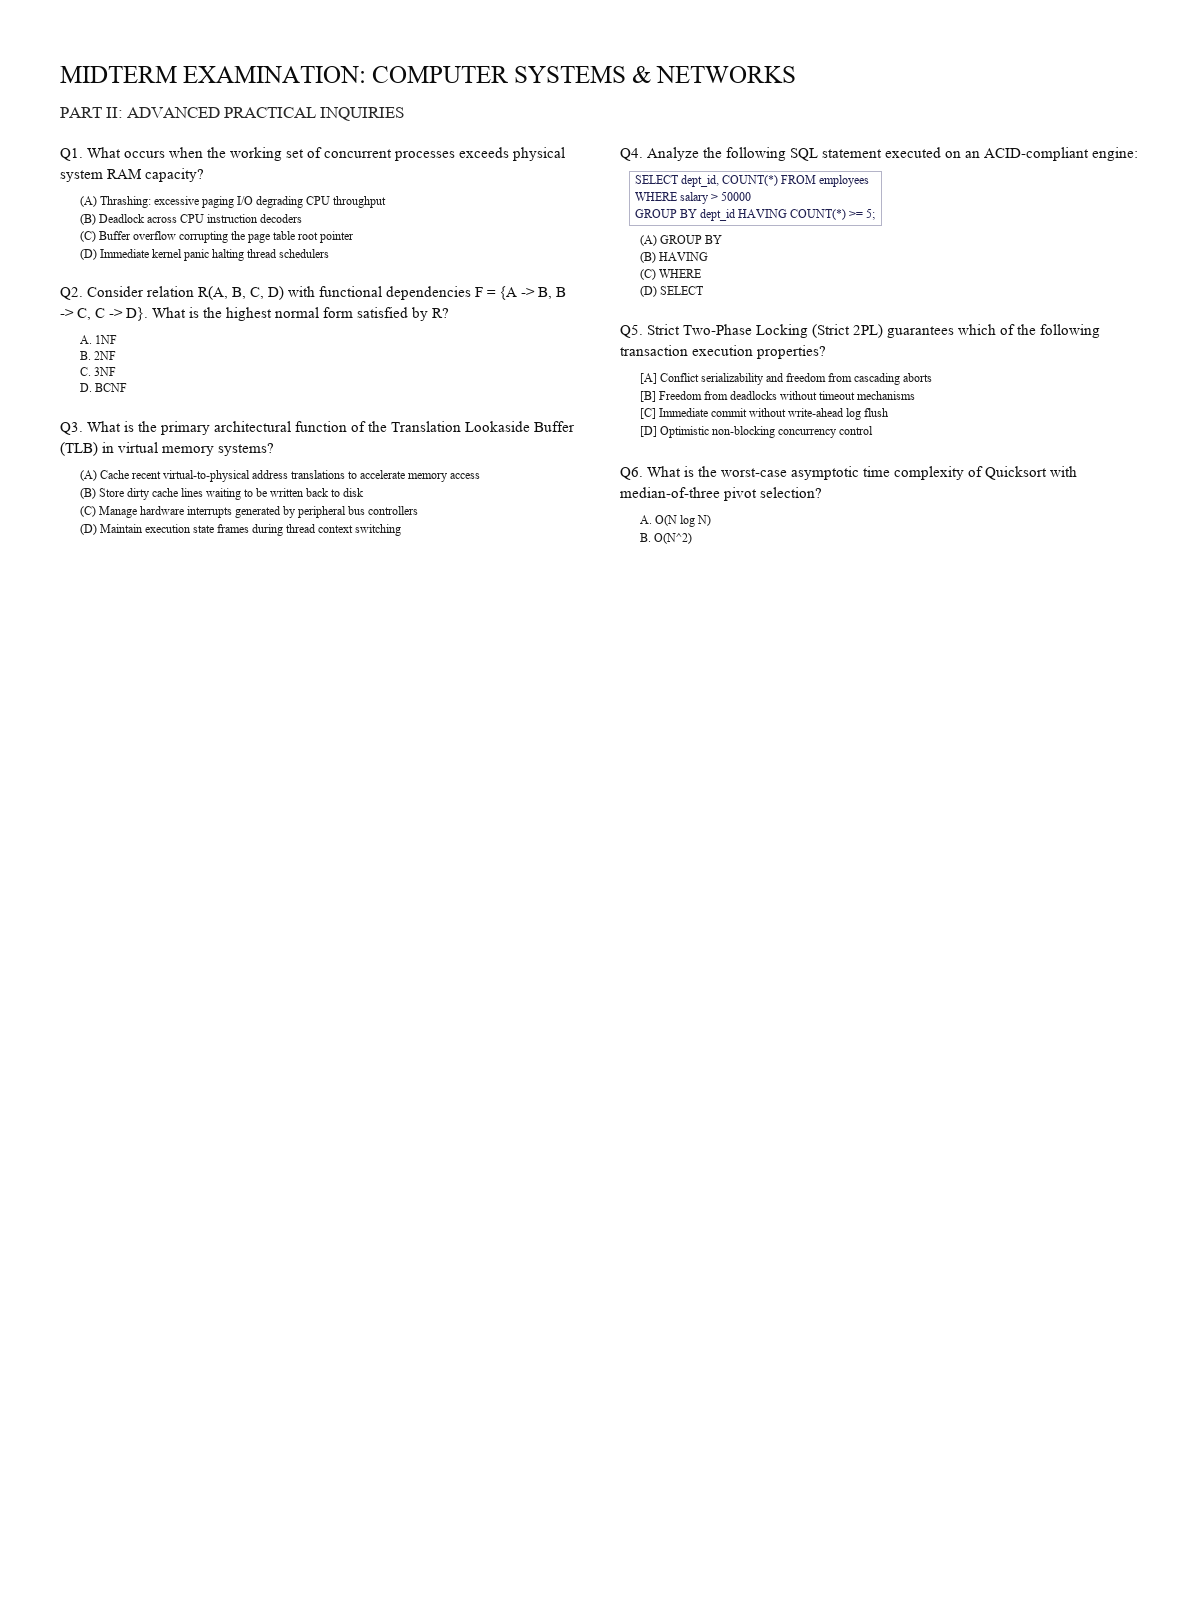 MIDTERM EXAMINATION: COMPUTER SYSTEMS & NETWORKS
PART II: ADVANCED PRACTICAL INQUIRIES
Q1. What occurs when the working set of concurrent processes exceeds physical
system RAM capacity?
(A) Thrashing: excessive paging I/O degrading CPU throughput
(B) Deadlock across CPU instruction decoders
(C) Buffer overflow corrupting the page table root pointer
(D) Immediate kernel panic halting thread schedulers
Q2. Consider relation R(A, B, C, D) with functional dependencies F = {A -> B, B
-> C, C -> D}. What is the highest normal form satisfied by R?
A. 1NF
B. 2NF
C. 3NF
D. BCNF
Q3. What is the primary architectural function of the Translation Lookaside Buffer
(TLB) in virtual memory systems?
(A) Cache recent virtual-to-physical address translations to accelerate memory access
(B) Store dirty cache lines waiting to be written back to disk
(C) Manage hardware interrupts generated by peripheral bus controllers
(D) Maintain execution state frames during thread context switching
Q4. Analyze the following SQL statement executed on an ACID-compliant engine:
SELECT dept_id, COUNT(*) FROM employees
WHERE salary > 50000
GROUP BY dept_id HAVING COUNT(*) >= 5;
(A) GROUP BY
(B) HAVING
(C) WHERE
(D) SELECT
Q5. Strict Two-Phase Locking (Strict 2PL) guarantees which of the following
transaction execution properties?
[A] Conflict serializability and freedom from cascading aborts
[B] Freedom from deadlocks without timeout mechanisms
[C] Immediate commit without write-ahead log flush
[D] Optimistic non-blocking concurrency control
Q6. What is the worst-case asymptotic time complexity of Quicksort with
median-of-three pivot selection?
A. O(N log N)
B. O(N^2)